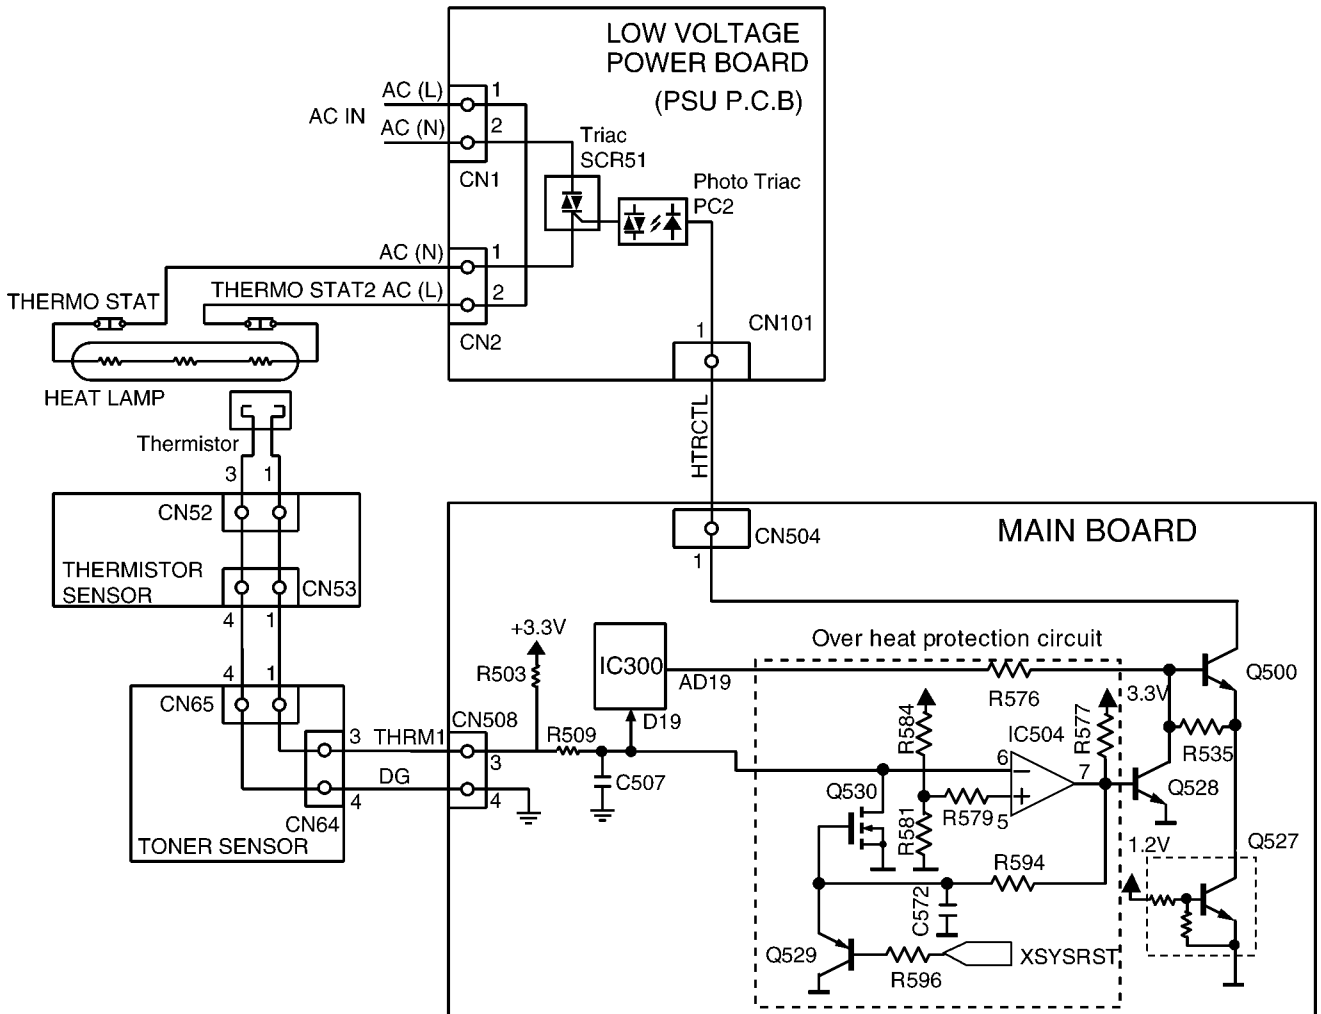 LOW VOLTAGE
POWER BOARD
(PSU P.C.B)
AC IN
AC (L)
1
AC (N)
2
CN1
Triac
SCR51
Photo Triac
PC2
AC (N)
1
THERMO STAT
THERMO STAT2 AC (L)
2
CN2
1
CN101
HEAT LAMP
Thermistor
HTRCTL
3
1
CN52
CN504
1
MAIN BOARD
THERMISTOR
SENSOR
CN53
4
1
4
1
CN65
+3.3V
R503
IC300
AD19
D19
Over heat protection circuit
R576
3.3V
Q500
CN508
3
THRM1
3
R509
R584
IC504
R577
R535
DG
4
4
C507
CN64
TONER SENSOR
Q530
6
7
5
R579
R581
Q528
1.2V
Q527
R594
C572
Q529
R596
XSYSRST